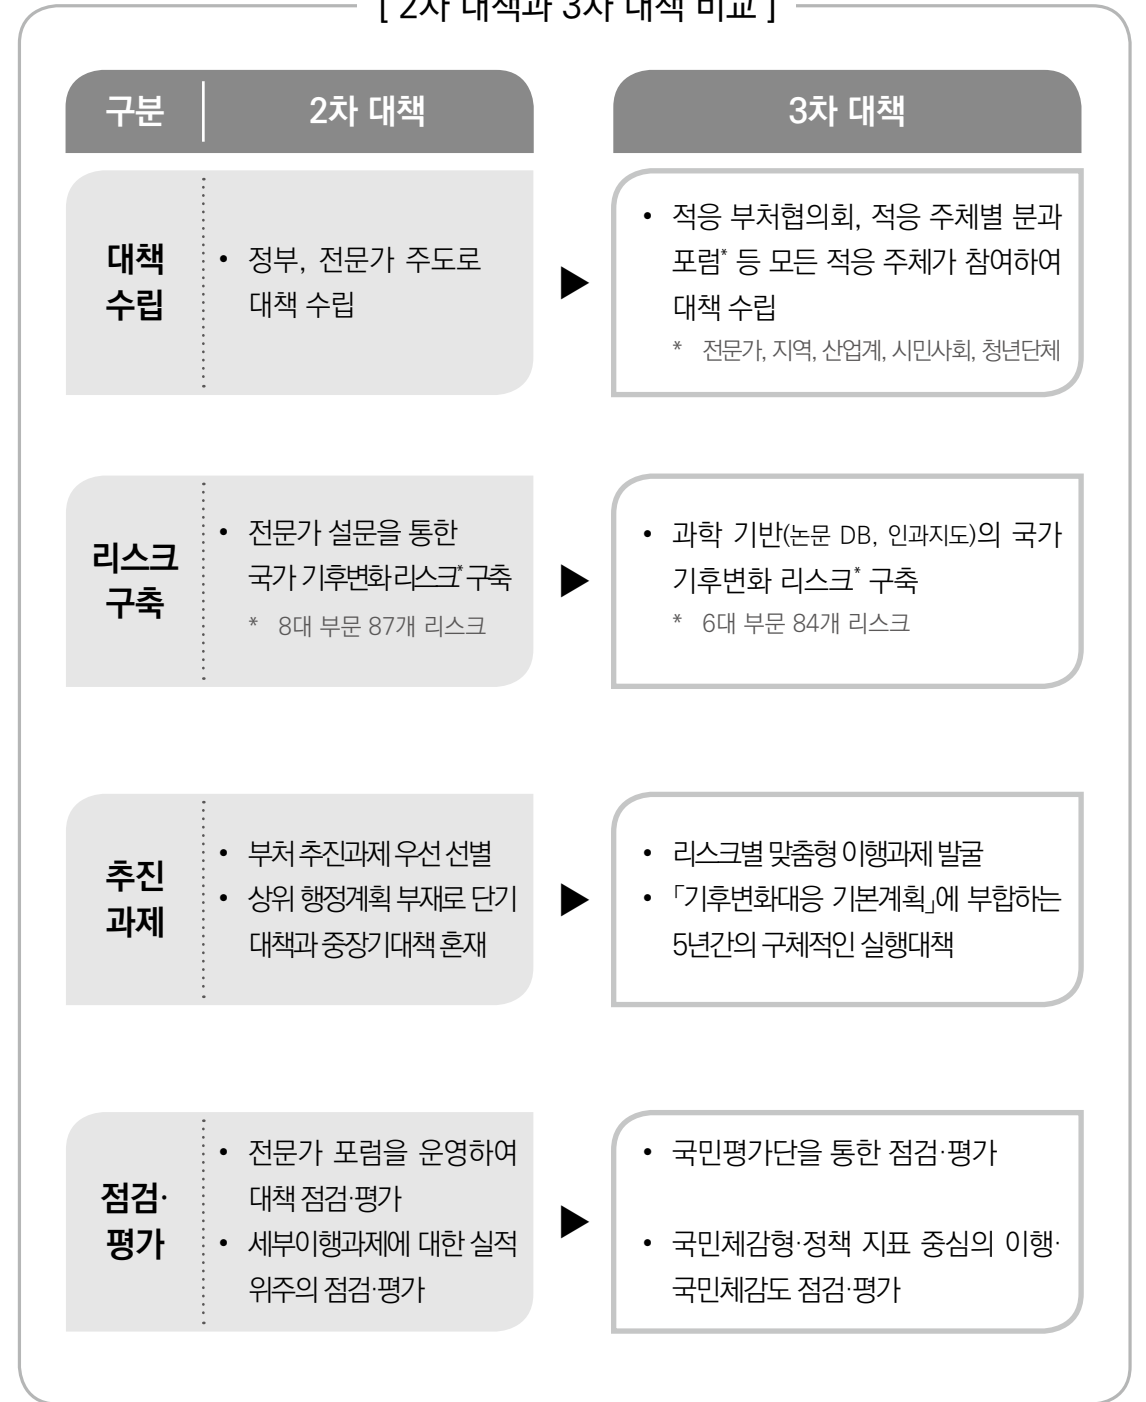 [ 2차 대책과 3차 대책 비교 ]
구분
2차 대책
3차 대책
대책
수립
• 정부, 전문가 주도로
대책 수립
▶
• 적응 부처협의회, 적응 주체별 분과
포럼* 등 모든 적응 주체가 참여하여
대책 수립
* 전문가, 지역, 산업계, 시민사회, 청년단체
리스크
구축
• 전문가 설문을 통한
국가 기후변화 리스크* 구축
* 8대 부문 87개 리스크
▶
• 과학 기반(논문 DB, 인과지도)의 국가
기후변화 리스크* 구축
* 6대 부문 84개 리스크
추진
과제
• 부처 추진과제 우선 선별
• 상위 행정계획 부재로 단기
대책과 중장기대책 혼재
▶
• 리스크별 맞춤형 이행과제 발굴
• 「기후변화대응 기본계획」에 부합하는
5년간의 구체적인 실행대책
점검·
평가
• 전문가 포럼을 운영하여
대책 점검·평가
• 세부이행과제에 대한 실적
위주의 점검·평가
▶
• 국민평가단을 통한 점검·평가
• 국민체감형·정책 지표 중심의 이행·
국민체감도 점검·평가